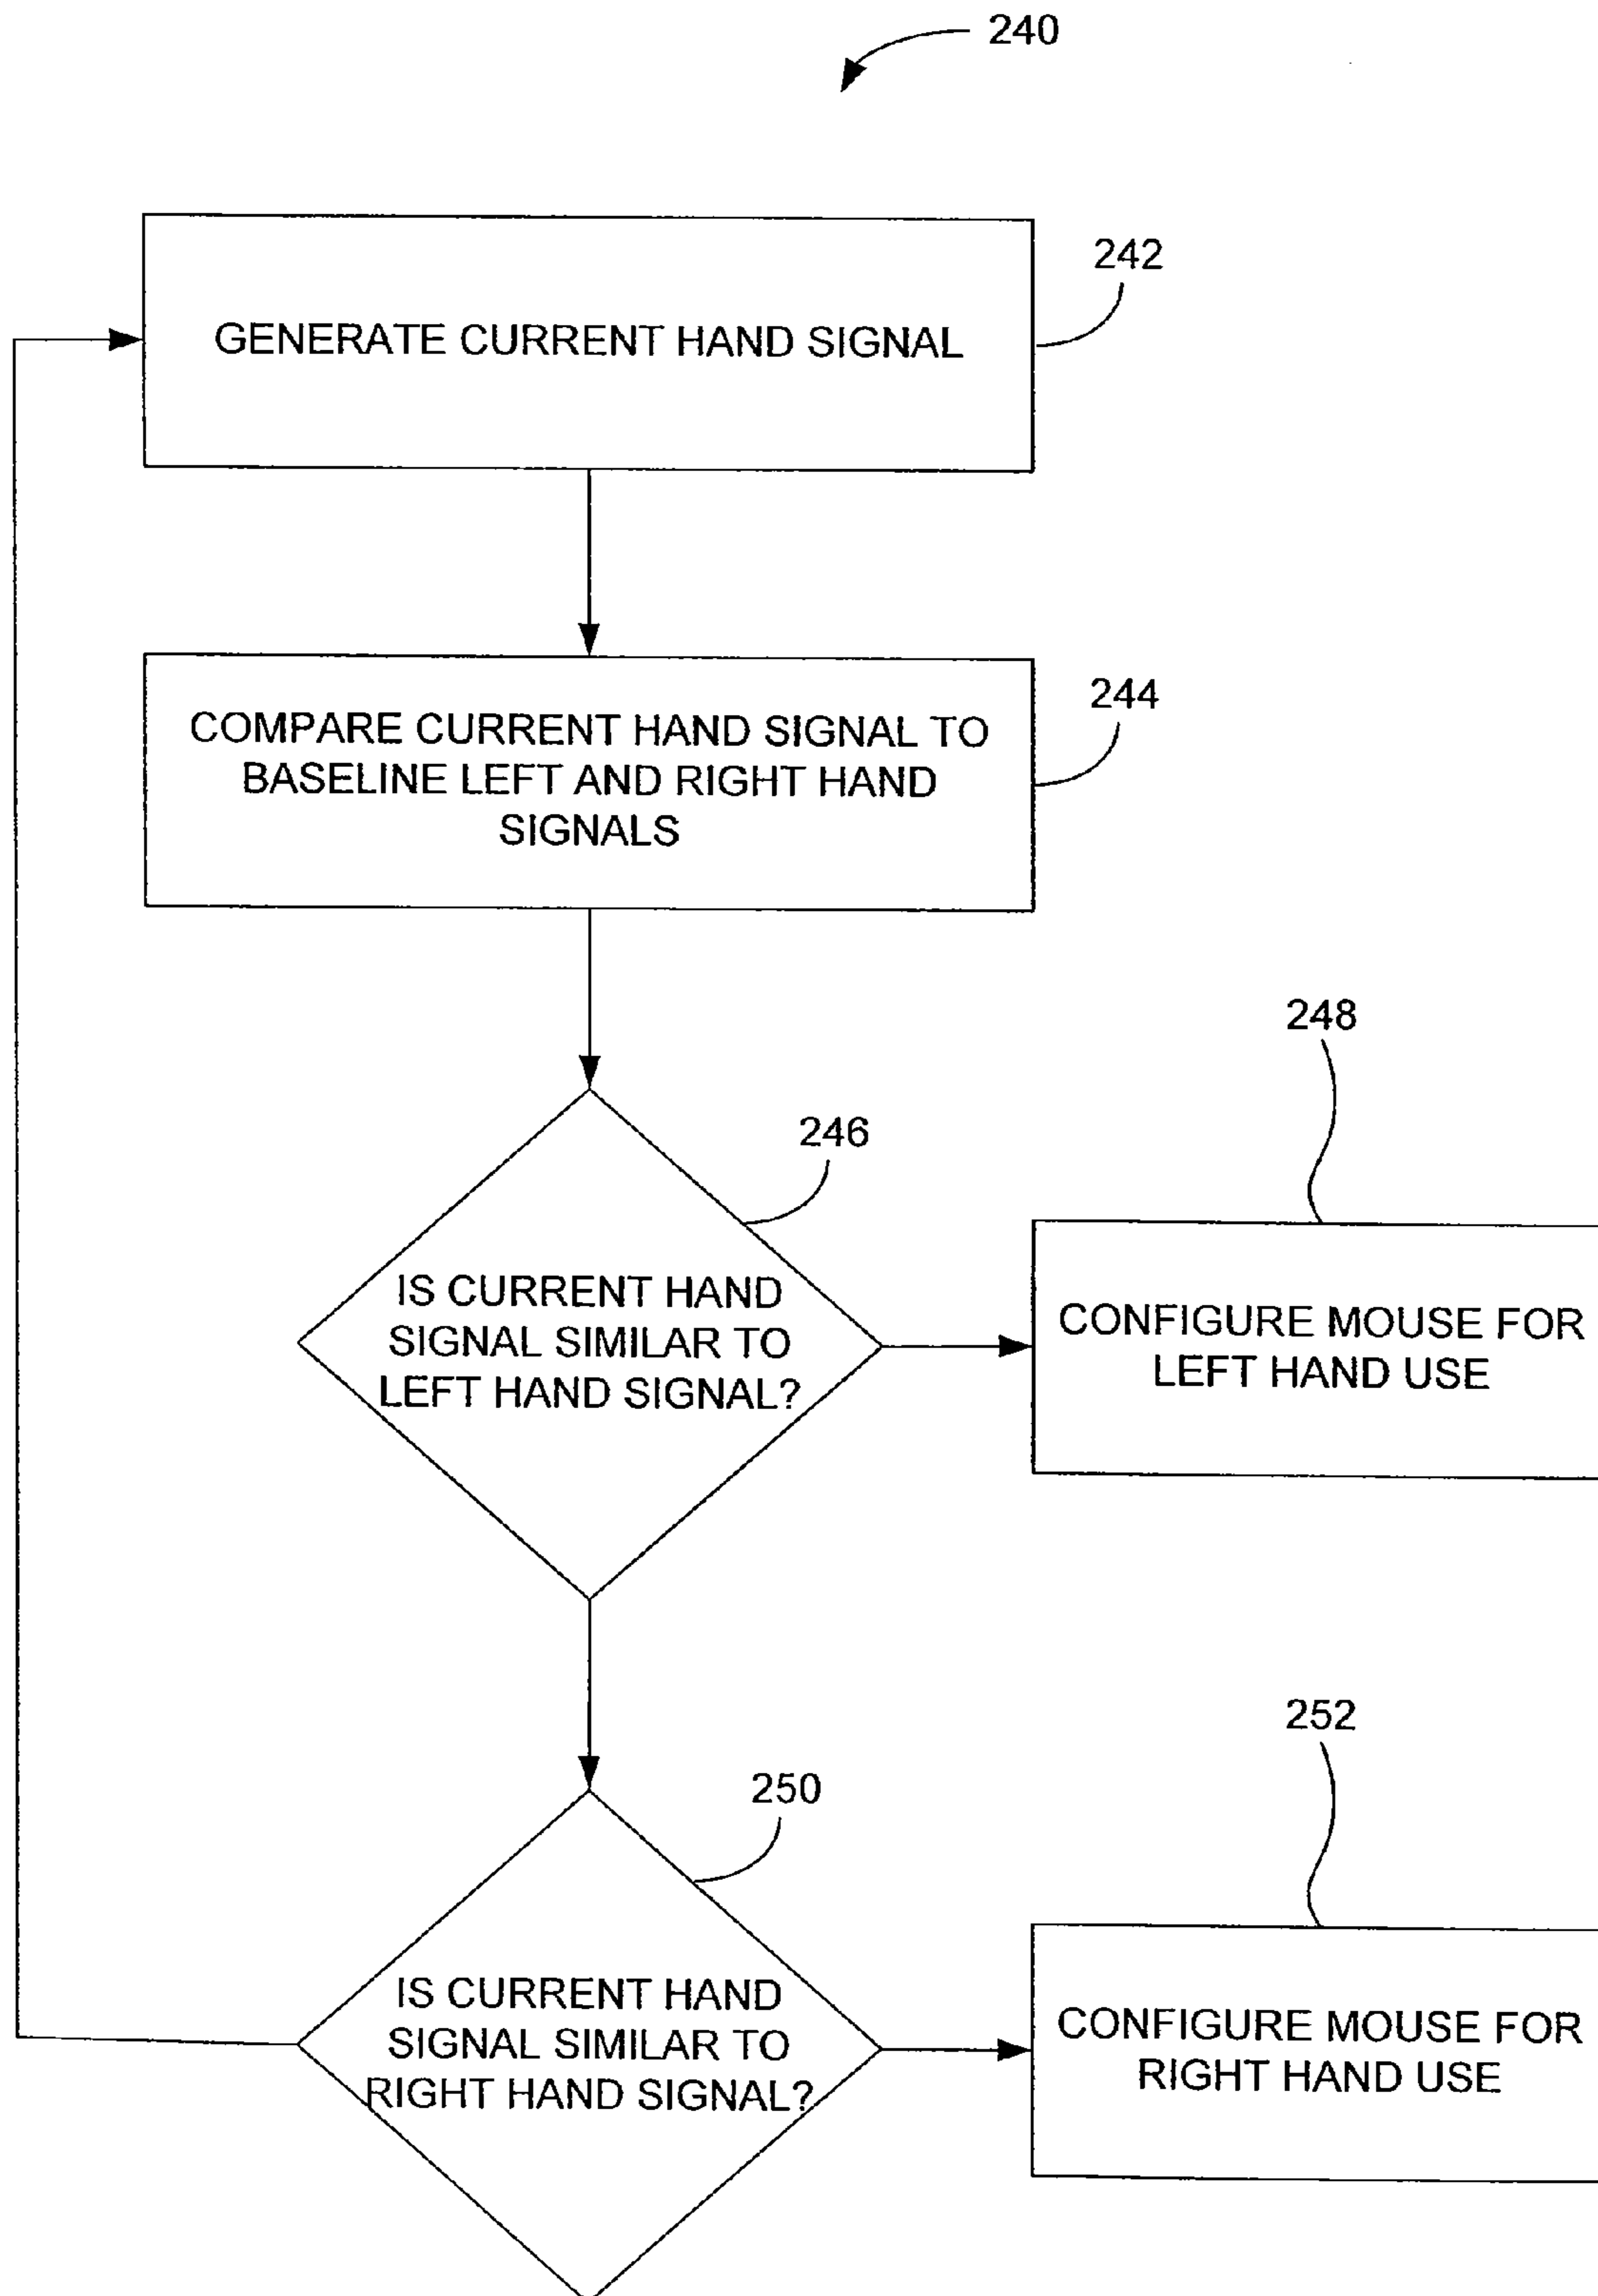 240
242
GENERATE CURRENT HAND SIGNAL
244
COMPARE CURRENT HAND SIGNAL TO
BASELINE LEFT AND RIGHT HAND
SIGNALS
246
IS CURRENT HAND
SIGNAL SIMILAR TO
LEFT HAND SIGNAL?
248
CONFIGURE MOUSE FOR
LEFT HAND USE
250
IS CURRENT HAND
SIGNAL SIMILAR TO
RIGHT HAND SIGNAL?
252
CONFIGURE MOUSE FOR
RIGHT HAND USE